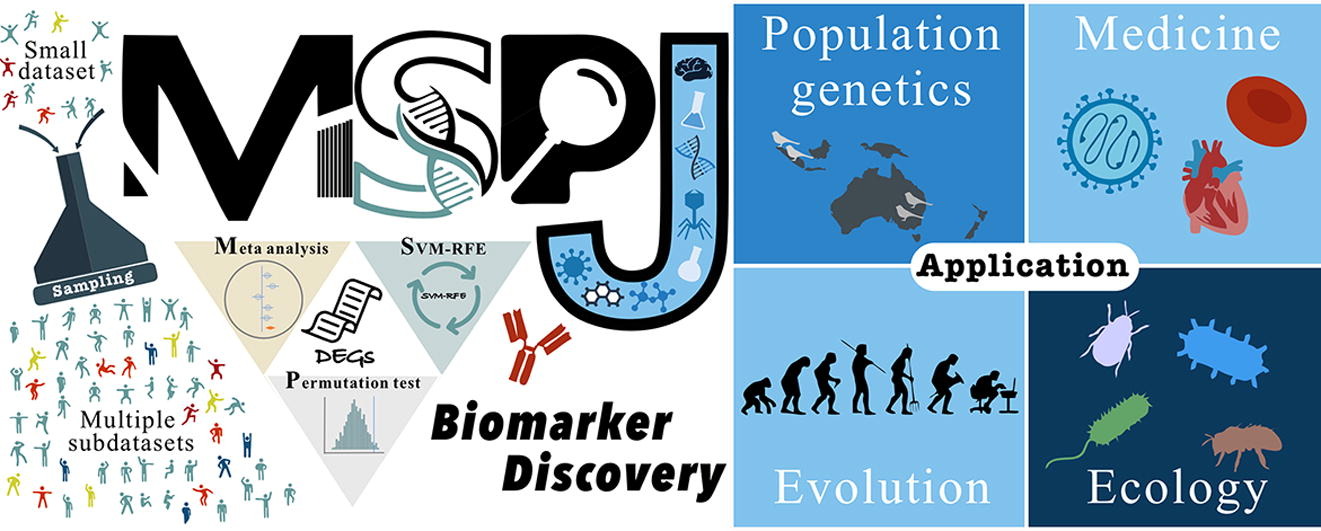 Small
dataset
MSPJ
Sampling
Multiple
subdatasets
Meta analysis
SVM-RFE
SVM-RFE
DEGs
Permutation test
Biomarker
Discovery
Population
genetics
Medicine
Application
Evolution
Ecology